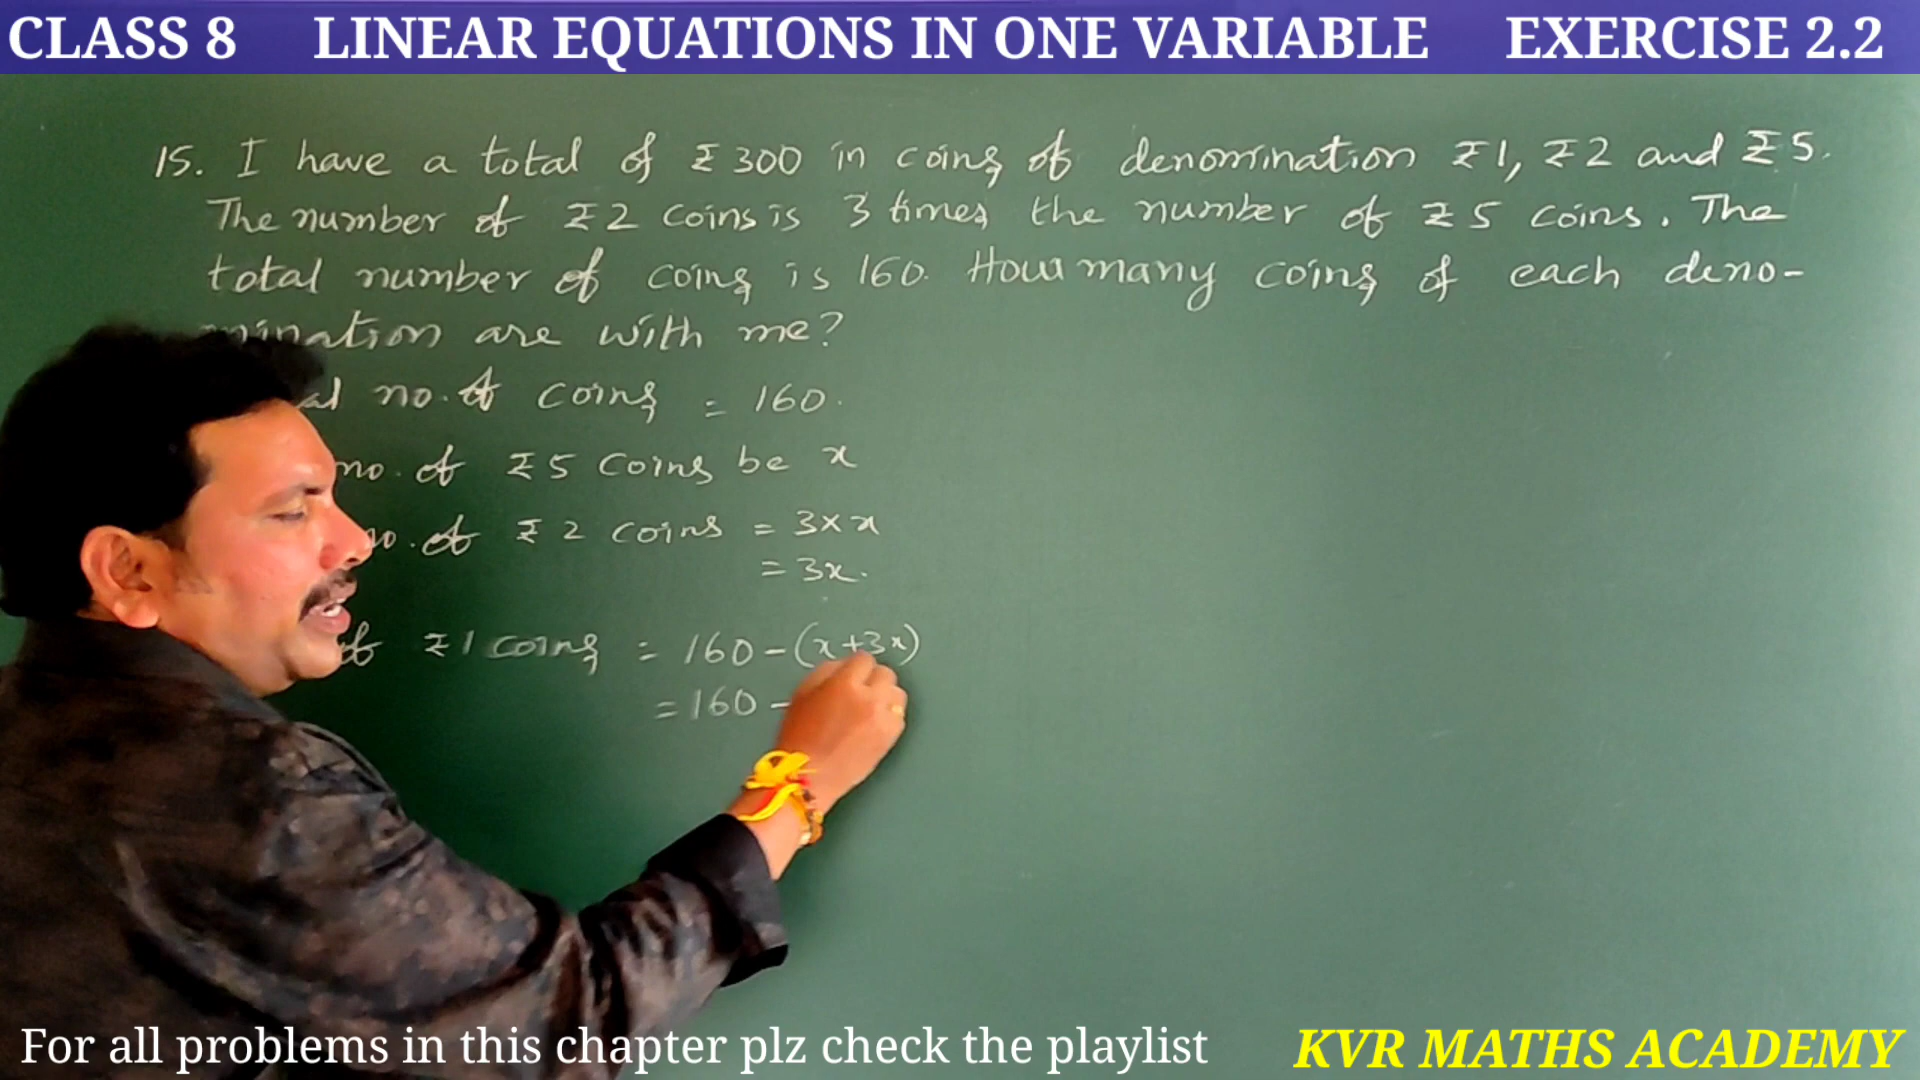 CLASS 8 LINEAR EQUATIONS IN ONE VARIABLE EXERCISE 2.2
15. I have a total of ₹300 in coins of denomination ₹1, ₹2 and ₹5.
The number of ₹2 coins is 3 times the number of ₹5 coins. The
total number of coins is 160. How many coins of each deno-
mination are with me?
al no. of coins = 160.
no. of ₹5 coins be x
no. of ₹2 coins = 3×x
= 3x.
of ₹1 coins = 160-(x+3x)
= 160 -
For all problems in this chapter plz check the playlist
KVR MATHS ACADEMY